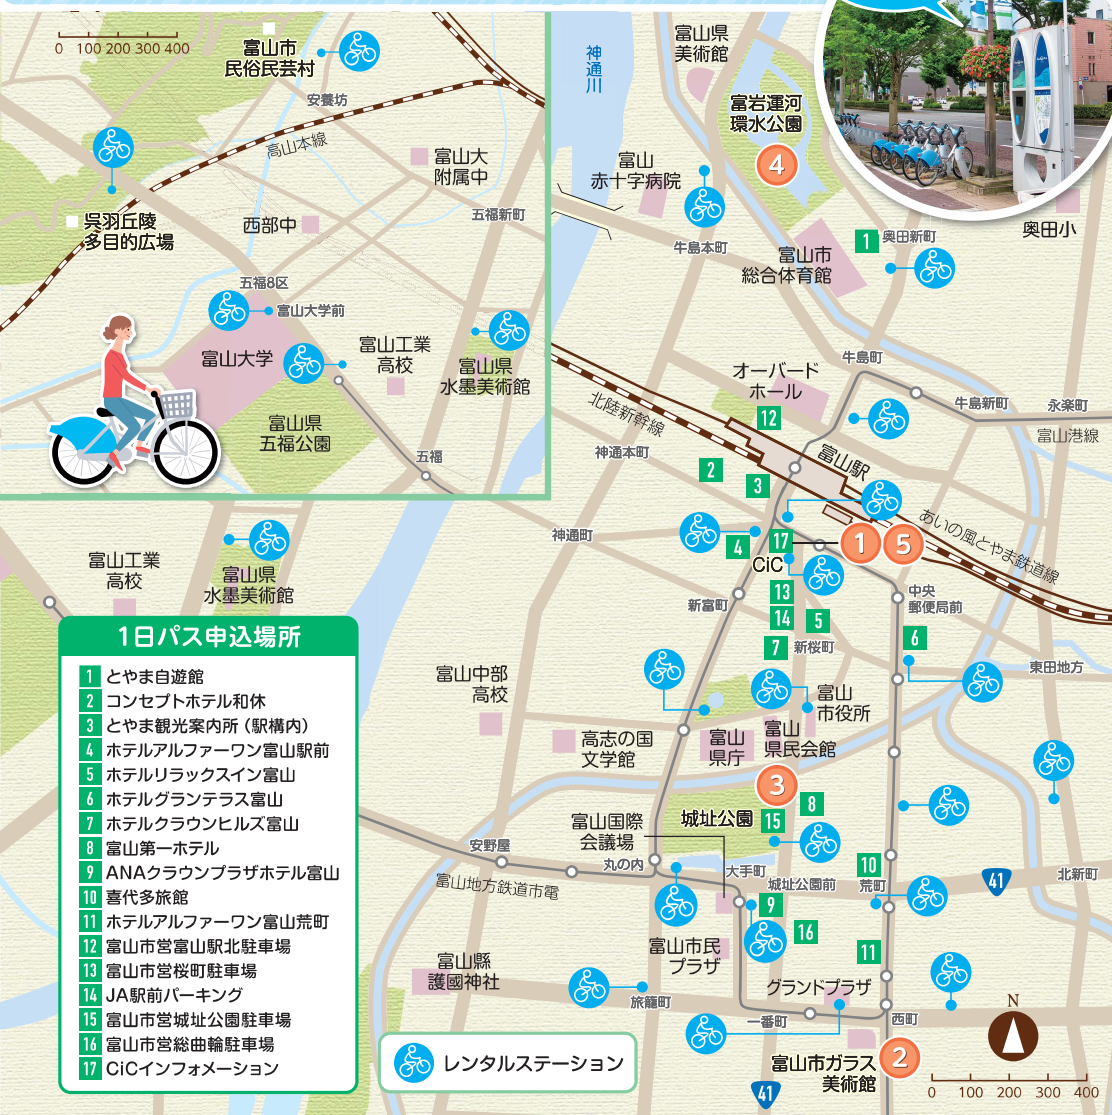 0 100 200 300 400
富山市
民俗民芸村
安養坊
高山本線
富山大
附属中
五福新町
西部中
呉羽丘陵
多目的広場
五福8区
富山大学前
富山大学
富山工業
高校
富山県
水墨美術館
富山県
五福公園
五福
神通川
富山県
美術館
富岩運河
環水公園
4
富山
赤十字病院
牛島本町
富山市
総合体育館
1
奥田新町
奥田小
牛島町
オーバード
ホール
牛島新町
永楽町
富山港線
北陸新幹線
12
神通本町
富山駅
2
3
あいの風とやま鉄道線
神通町
4
17
1
5
CiC
13
14
5
新富町
中央
郵便局前
6
7
新桜町
東田地方
富山工業
高校
富山県
水墨美術館
富山中部
高校
富山
市役所
高志の国
文学館
富山
県庁
富山
県民会館
3
8
城址公園
15
富山国際
会議場
安野屋
丸の内
大手町
城址公園前
10
荒町
41
北新町
富山地方鉄道市電
9
16
11
富山市民
プラザ
富山縣
護國神社
グランドプラザ
旅籠町
一番町
西町
2
富山市ガラス
美術館
41
N
0 100 200 300 400
1日パス申込場所
1 とやま自遊館
2 コンセプトホテル和休
3 とやま観光案内所（駅構内）
4 ホテルアルファーワン富山駅前
5 ホテルリラックスイン富山
6 ホテルグランテラス富山
7 ホテルクラウンヒルズ富山
8 富山第一ホテル
9 ANAクラウンプラザホテル富山
10 喜代多旅館
11 ホテルアルファーワン富山荒町
12 富山市営富山駅北駐車場
13 富山市営桜町駐車場
14 JA駅前パーキング
15 富山市営城址公園駐車場
16 富山市営総曲輪駐車場
17 CiCインフォメーション
レンタルステーション